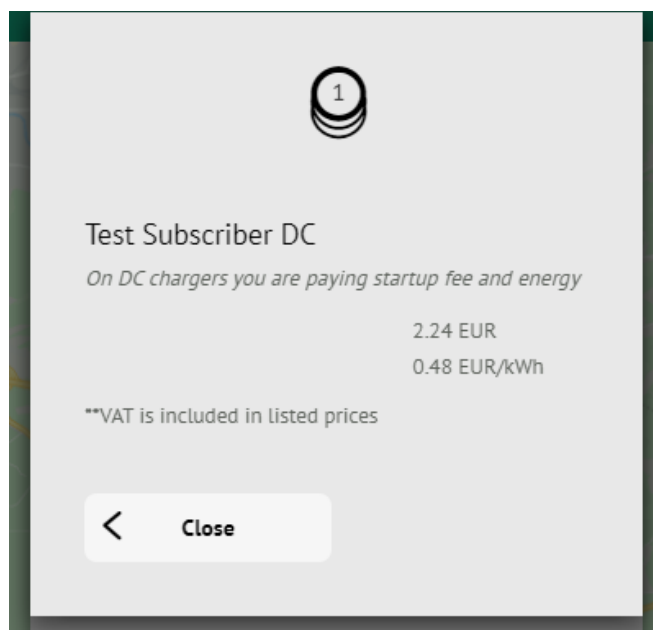 1
Test Subscriber DC
On DC chargers you are paying startup fee and energy
2.24 EUR
0.48 EUR/kWh
**VAT is included in listed prices
Close